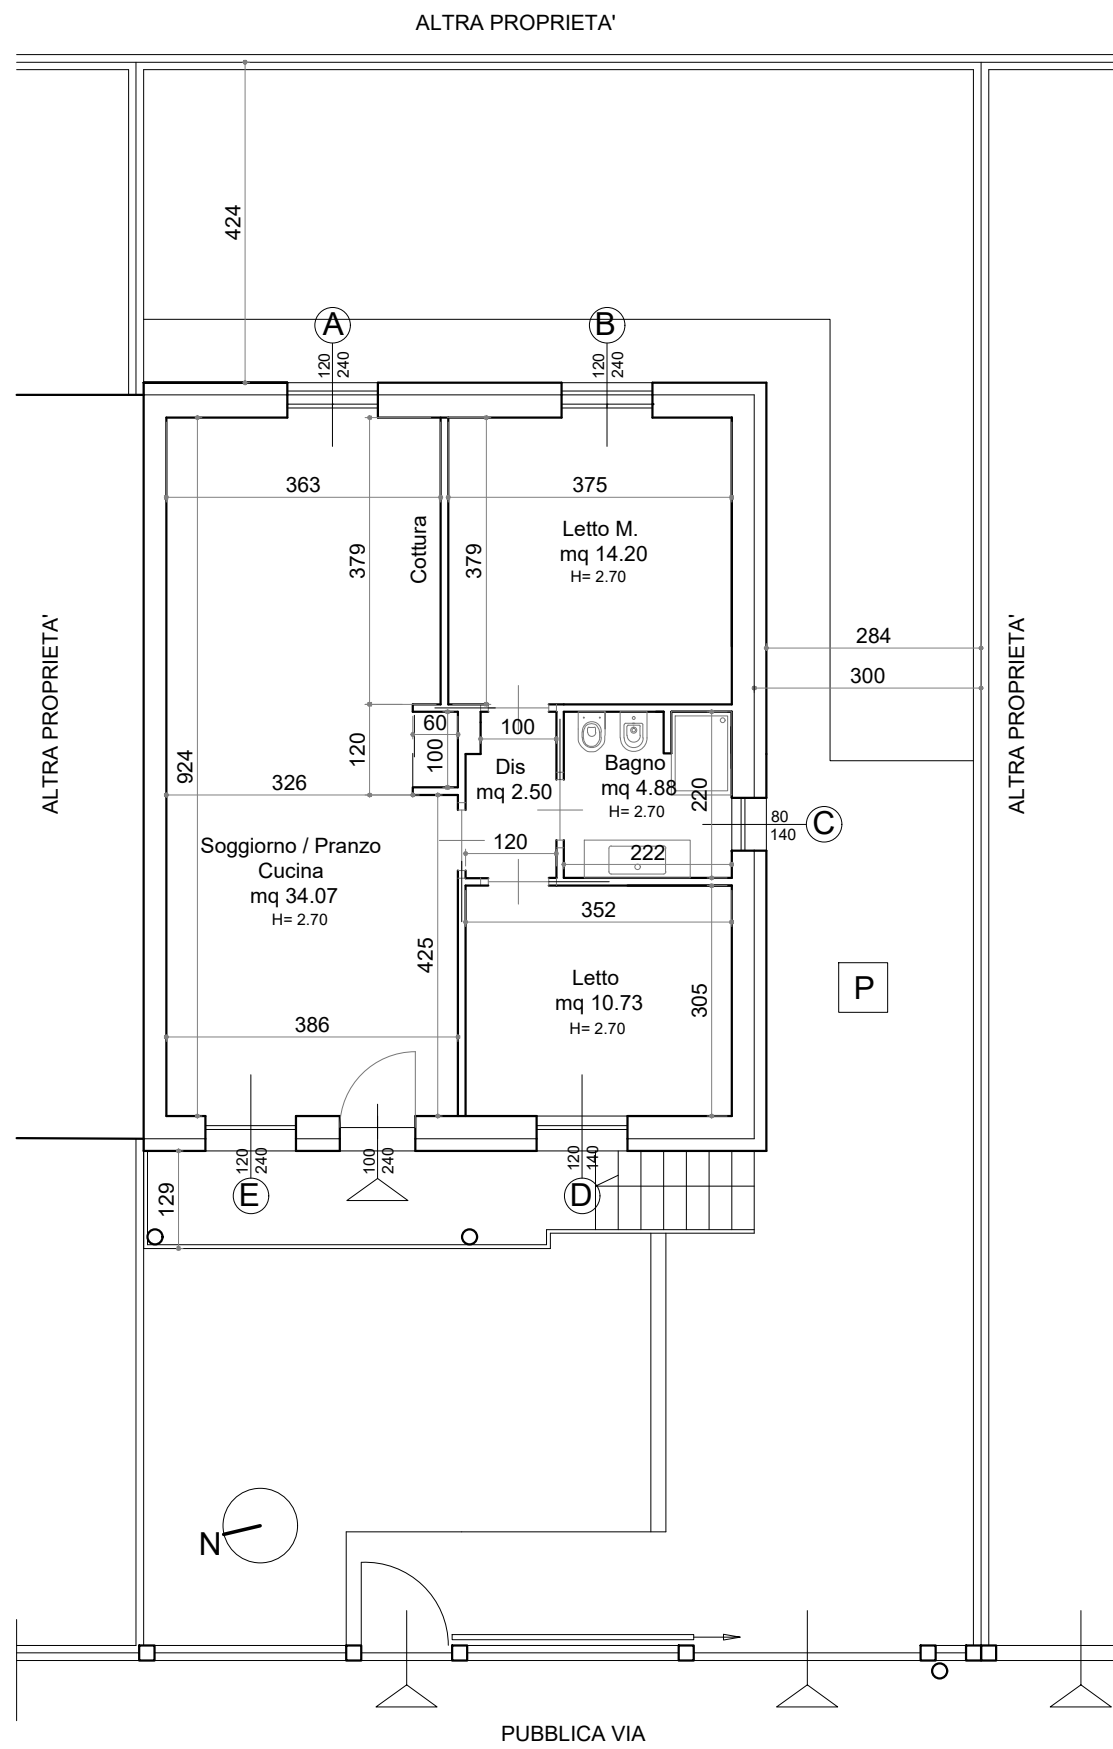 ALTRA PROPRIETA'
424
A
B
120
240
120
240
363
375
379
Cottura
379
Letto M.
mq 14.20
H= 2.70
ALTRA PROPRIETA'
ALTRA PROPRIETA'
284
300
924
120
60
100
100
326
Dis
mq 2.50
Bagno
mq 4.88
H= 2.70
220
80
140
C
120
222
Soggiorno / Pranzo
Cucina
mq 34.07
H= 2.70
352
425
Letto
mq 10.73
H= 2.70
305
P
386
120
240
100
240
120
140
129
E
D
N
PUBBLICA VIA